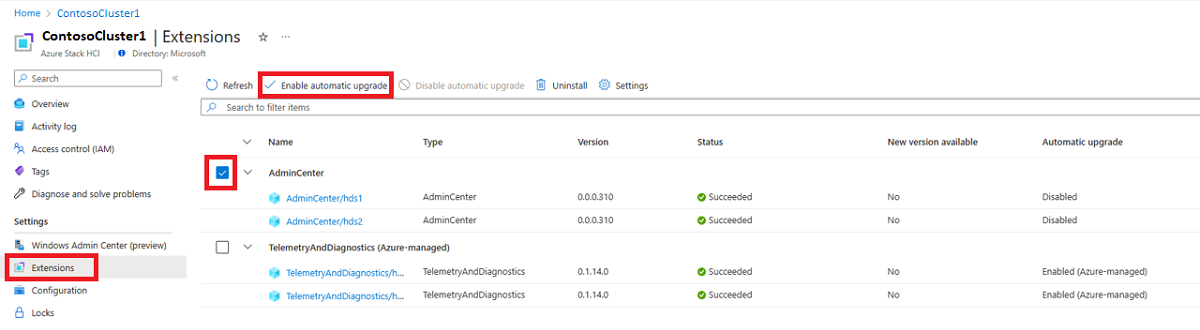 Home > ContosoCluster1
ContosoCluster1 | Extensions ☆ ...
Azure Stack HCI Directory: Microsoft
Search «
Overview
Activity log
Access control (IAM)
Tags
Diagnose and solve problems
Settings
Windows Admin Center (preview)
Extensions
Configuration
Locks
Refresh Enable automatic upgrade Disable automatic upgrade Uninstall Settings
Search to filter items
Name Type Version Status New version available Automatic upgrade
AdminCenter
AdminCenter/hds1 AdminCenter 0.0.0.310 Succeeded No Disabled
AdminCenter/hds2 AdminCenter 0.0.0.310 Succeeded No Disabled
TelemetryAndDiagnostics (Azure-managed)
TelemetryAndDiagnostics/h... TelemetryAndDiagnostics 0.1.14.0 Succeeded No Enabled (Azure-managed)
TelemetryAndDiagnostics/h... TelemetryAndDiagnostics 0.1.14.0 Succeeded No Enabled (Azure-managed)